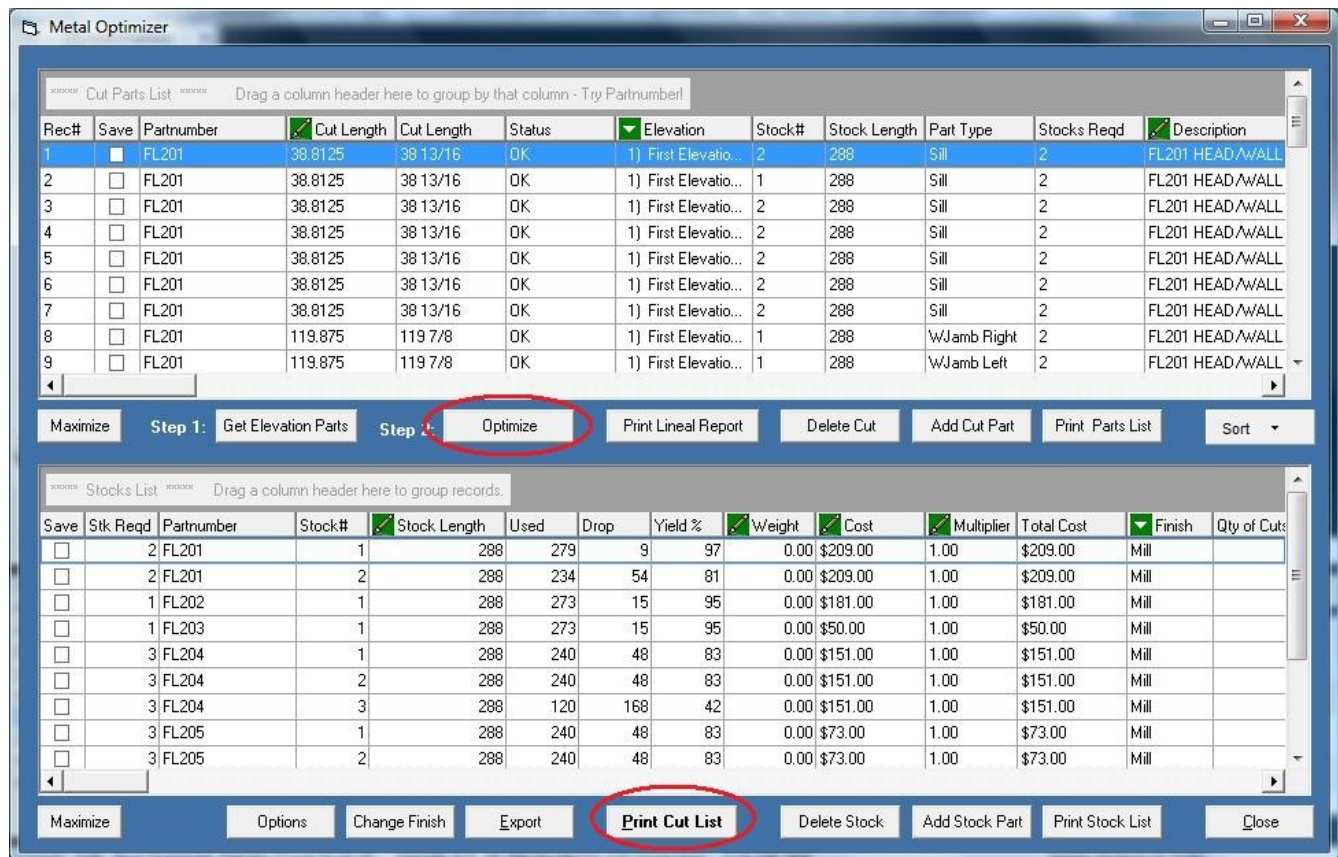 Metal Optimizer
***** Cut Parts List ***** Drag a column header here to group by that column - Try Partnumber!
Rec# Save Partnumber Cut Length Cut Length Status Elevation Stock# Stock Length Part Type Stocks Reqd Description
1 FL201 38.8125 38 13/16 OK 1) First Elevatio... 2 288 Sill 2 FL201 HEAD/WALL
2 FL201 38.8125 38 13/16 OK 1) First Elevatio... 1 288 Sill 2 FL201 HEAD/WALL
3 FL201 38.8125 38 13/16 OK 1) First Elevatio... 2 288 Sill 2 FL201 HEAD/WALL
4 FL201 38.8125 38 13/16 OK 1) First Elevatio... 2 288 Sill 2 FL201 HEAD/WALL
5 FL201 38.8125 38 13/16 OK 1) First Elevatio... 2 288 Sill 2 FL201 HEAD/WALL
6 FL201 38.8125 38 13/16 OK 1) First Elevatio... 2 288 Sill 2 FL201 HEAD/WALL
7 FL201 38.8125 38 13/16 OK 1) First Elevatio... 2 288 Sill 2 FL201 HEAD/WALL
8 FL201 119.875 119 7/8 OK 1) First Elevatio... 1 288 WJamb Right 2 FL201 HEAD/WALL
9 FL201 119.875 119 7/8 OK 1) First Elevatio... 1 288 WJamb Left 2 FL201 HEAD/WALL
Maximize Step 1: Get Elevation Parts Step 2: Optimize Print Lineal Report Delete Cut Add Cut Part Print Parts List Sort
***** Stocks List ***** Drag a column header here to group records.
Save Stk Reqd Partnumber Stock# Stock Length Used Drop Yield % Weight Cost Multiplier Total Cost Finish Qty of Cuts
2 FL201 1 288 279 9 97 0.00 $209.00 1.00 $209.00 Mill
2 FL201 2 288 234 54 81 0.00 $209.00 1.00 $209.00 Mill
1 FL202 1 288 273 15 95 0.00 $181.00 1.00 $181.00 Mill
1 FL203 1 288 273 15 95 0.00 $50.00 1.00 $50.00 Mill
3 FL204 1 288 240 48 83 0.00 $151.00 1.00 $151.00 Mill
3 FL204 2 288 240 48 83 0.00 $151.00 1.00 $151.00 Mill
3 FL204 3 288 120 168 42 0.00 $151.00 1.00 $151.00 Mill
3 FL205 1 288 240 48 83 0.00 $73.00 1.00 $73.00 Mill
3 FL205 2 288 240 48 83 0.00 $73.00 1.00 $73.00 Mill
Maximize Options Change Finish Export Print Cut List Delete Stock Add Stock Part Print Stock List Close